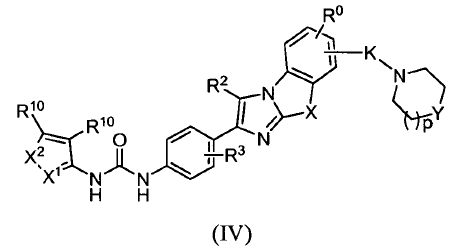 R⁰
K
N
R²
N
( )p
Y
R¹⁰
R¹⁰
O
X
N
R³
X²
X¹
N
H
N
H
(IV)